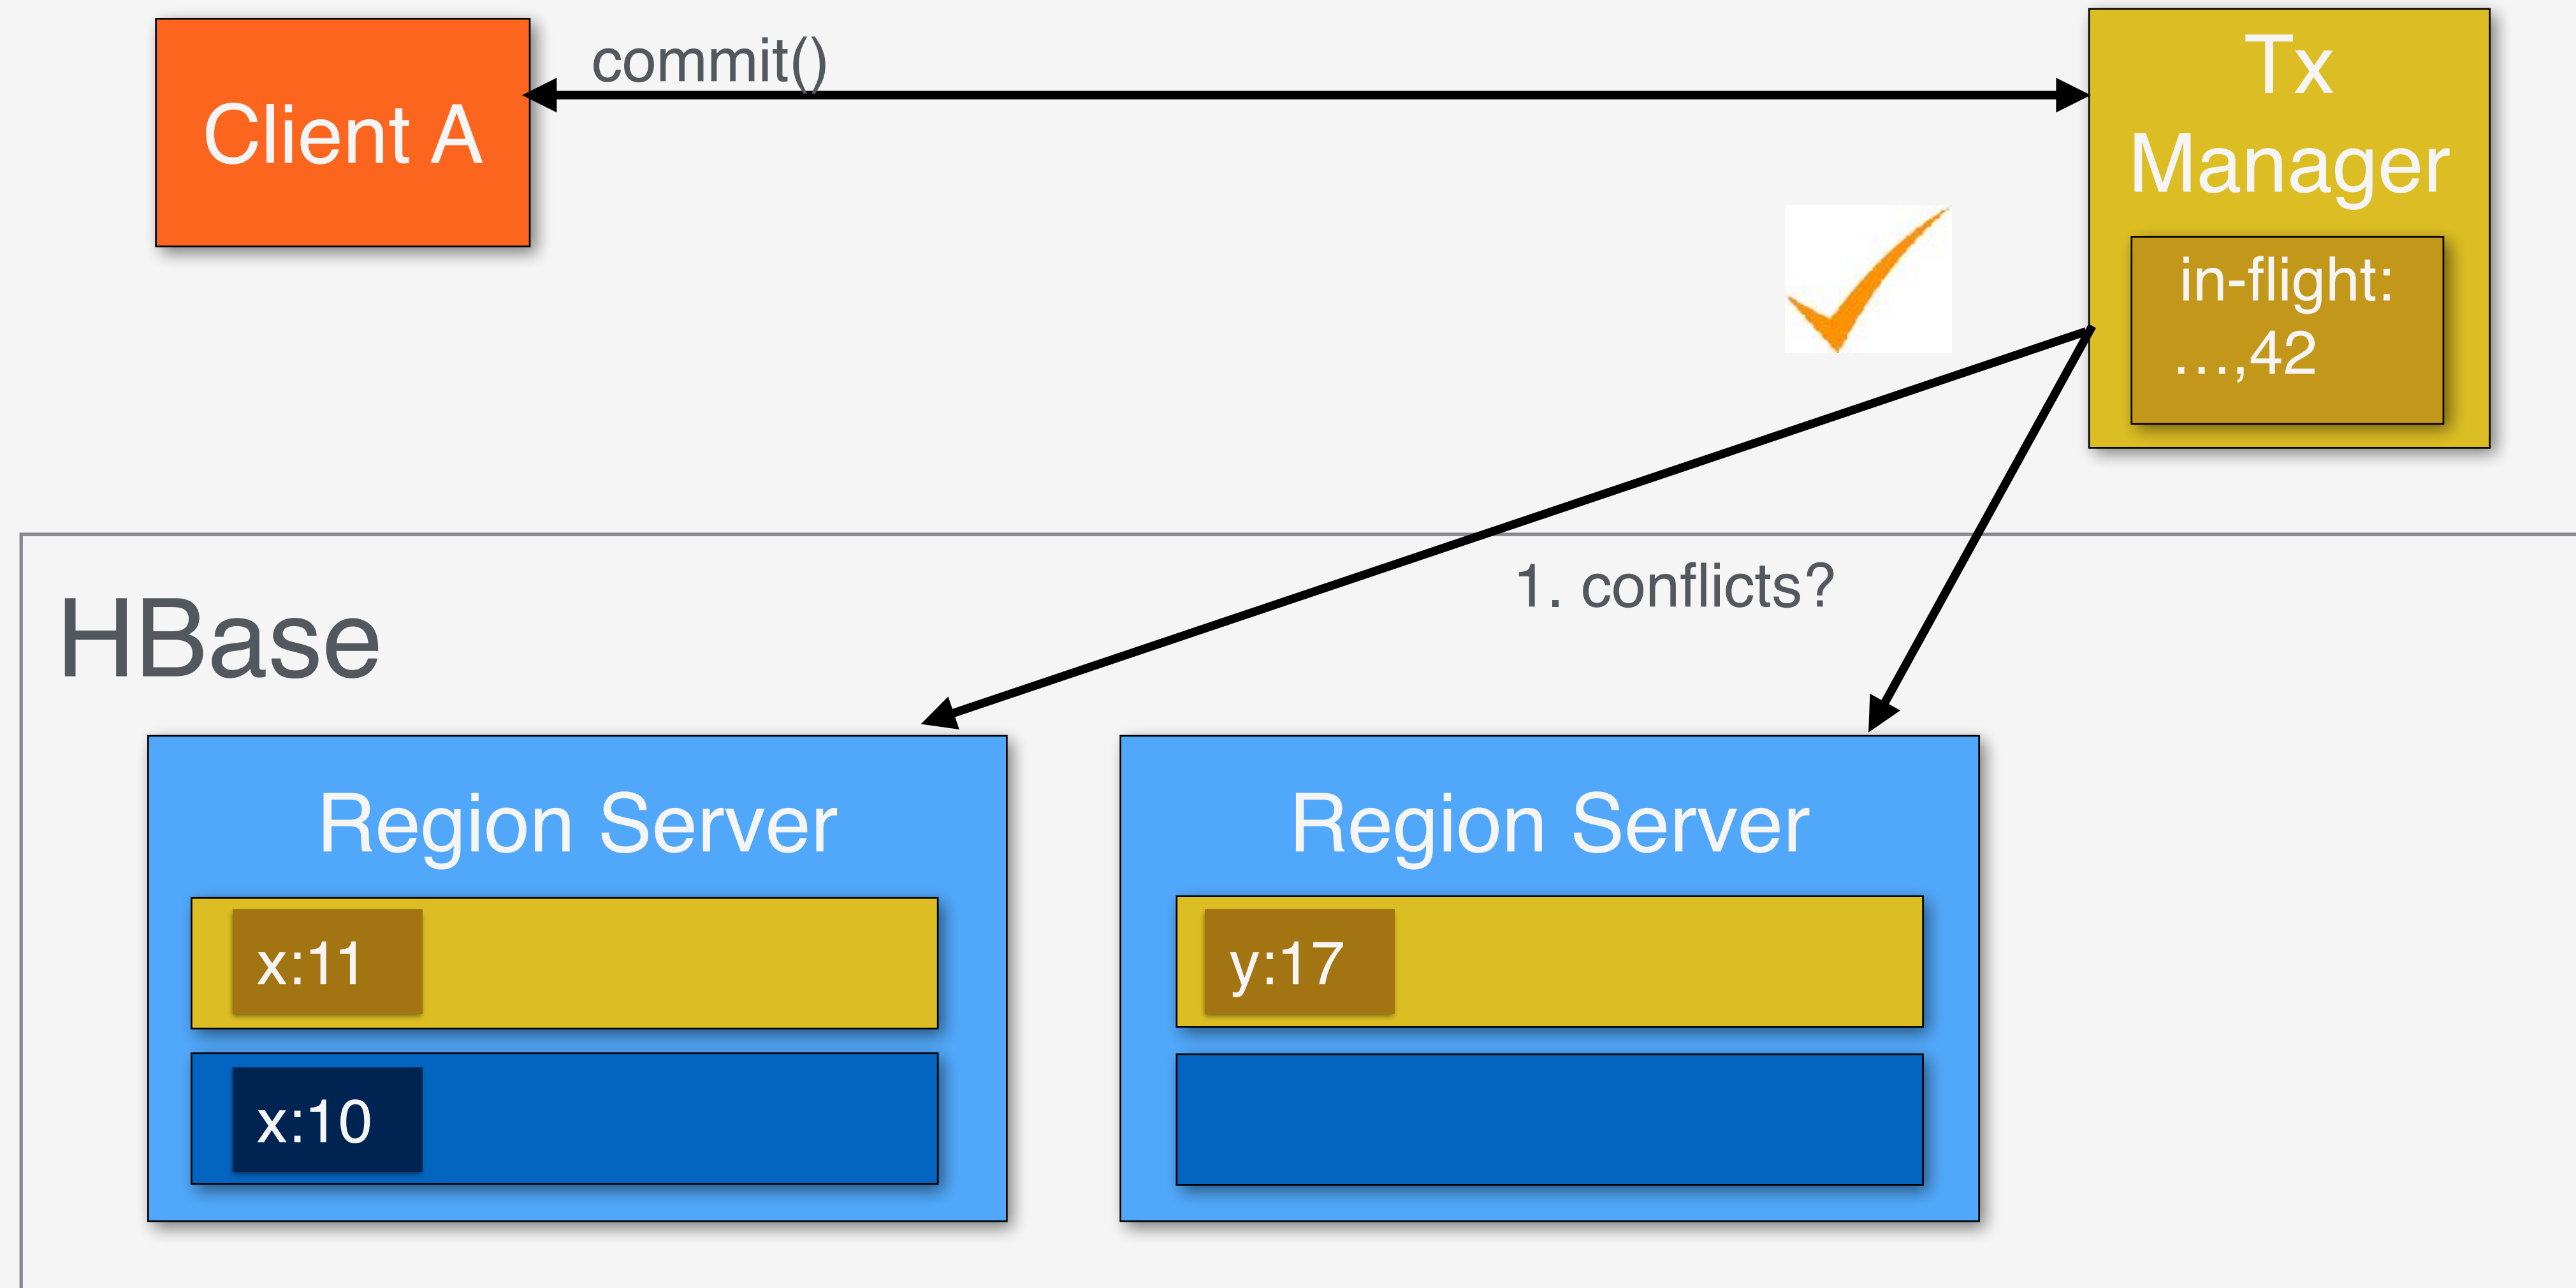 commit()
Client A
Tx
Manager
in-flight:
...,42
1. conflicts?
HBase
Region Server
x:11
x:10
Region Server
y:17